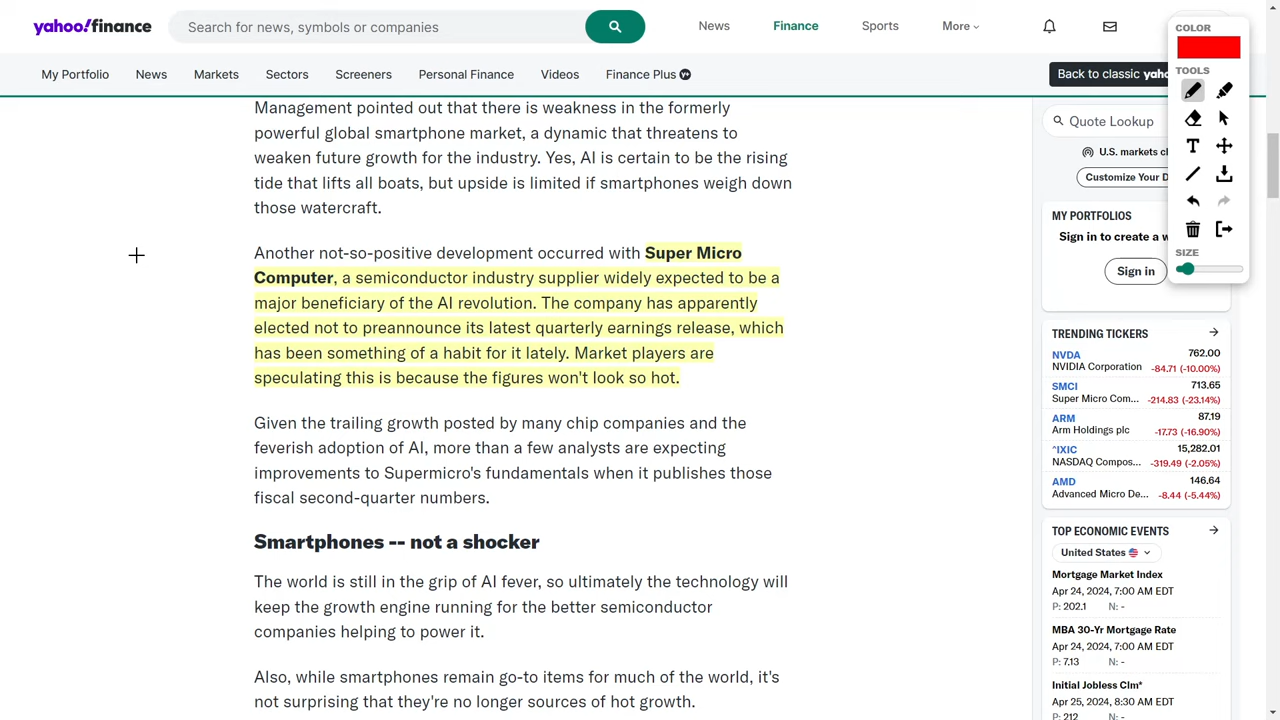 yahoo!finance
Search for news, symbols or companies
News
Finance
Sports
More
COLOR
My Portfolio
News
Markets
Sectors
Screeners
Personal Finance
Videos
Finance Plus
Back to classic
TOOLS
Management pointed out that there is weakness in the formerly
powerful global smartphone market, a dynamic that threatens to
weaken future growth for the industry. Yes, AI is certain to be the rising
tide that lifts all boats, but upside is limited if smartphones weigh down
those watercraft.
Another not-so-positive development occurred with Super Micro
Computer, a semiconductor industry supplier widely expected to be a
major beneficiary of the AI revolution. The company has apparently
elected not to preannounce its latest quarterly earnings release, which
has been something of a habit for it lately. Market players are
speculating this is because the figures won't look so hot.
Given the trailing growth posted by many chip companies and the
feverish adoption of AI, more than a few analysts are expecting
improvements to Supermicro's fundamentals when it publishes those
fiscal second-quarter numbers.
Smartphones -- not a shocker
The world is still in the grip of AI fever, so ultimately the technology will
keep the growth engine running for the better semiconductor
companies helping to power it.
Also, while smartphones remain go-to items for much of the world, it's
not surprising that they're no longer sources of hot growth.
Quote Lookup
U.S. markets
Customize Your
SIZE
MY PORTFOLIOS
Sign in to create a
Sign in
TRENDING TICKERS
NVDA 762.00
NVIDIA Corporation -84.71 (-10.00%)
SMCI 713.65
Super Micro Com... -214.83 (-23.14%)
ARM 87.19
Arm Holdings plc -17.73 (-16.90%)
^IXIC 15,282.01
NASDAQ Compos... -319.49 (-2.05%)
AMD 146.64
Advanced Micro De... -8.44 (-5.44%)
TOP ECONOMIC EVENTS
United States
Mortgage Market Index
Apr 24, 2024, 7:00 AM EDT
P: 202.1 N: -
MBA 30-Yr Mortgage Rate
Apr 24, 2024, 7:00 AM EDT
P: 7.13 N: -
Initial Jobless Clm*
Apr 25, 2024, 8:30 AM EDT
P: 212 N: -